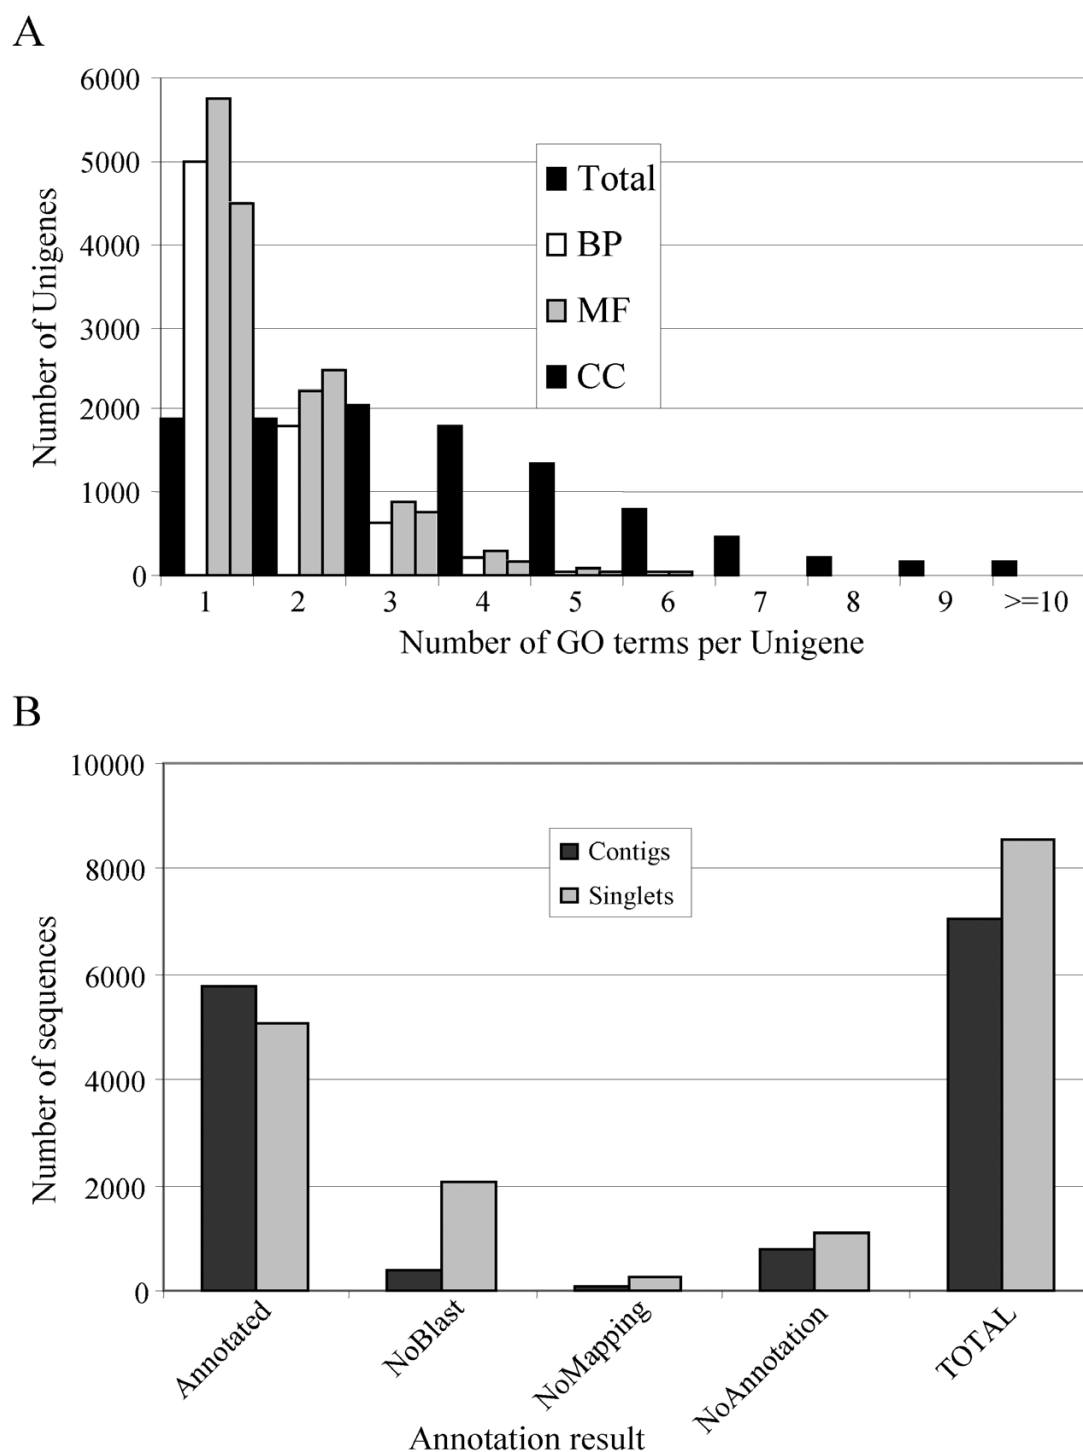 A
6000
5000
4000
3000
2000
1000
0
Number of Unigenes
Total
BP
MF
CC
1 2 3 4 5 6 7 8 9 >=10
Number of GO terms per Unigene
B
10000
8000
6000
4000
2000
0
Number of sequences
Contigs
Singlets
Annotated NoBlast NoMapping NoAnnotation TOTAL
Annotation result